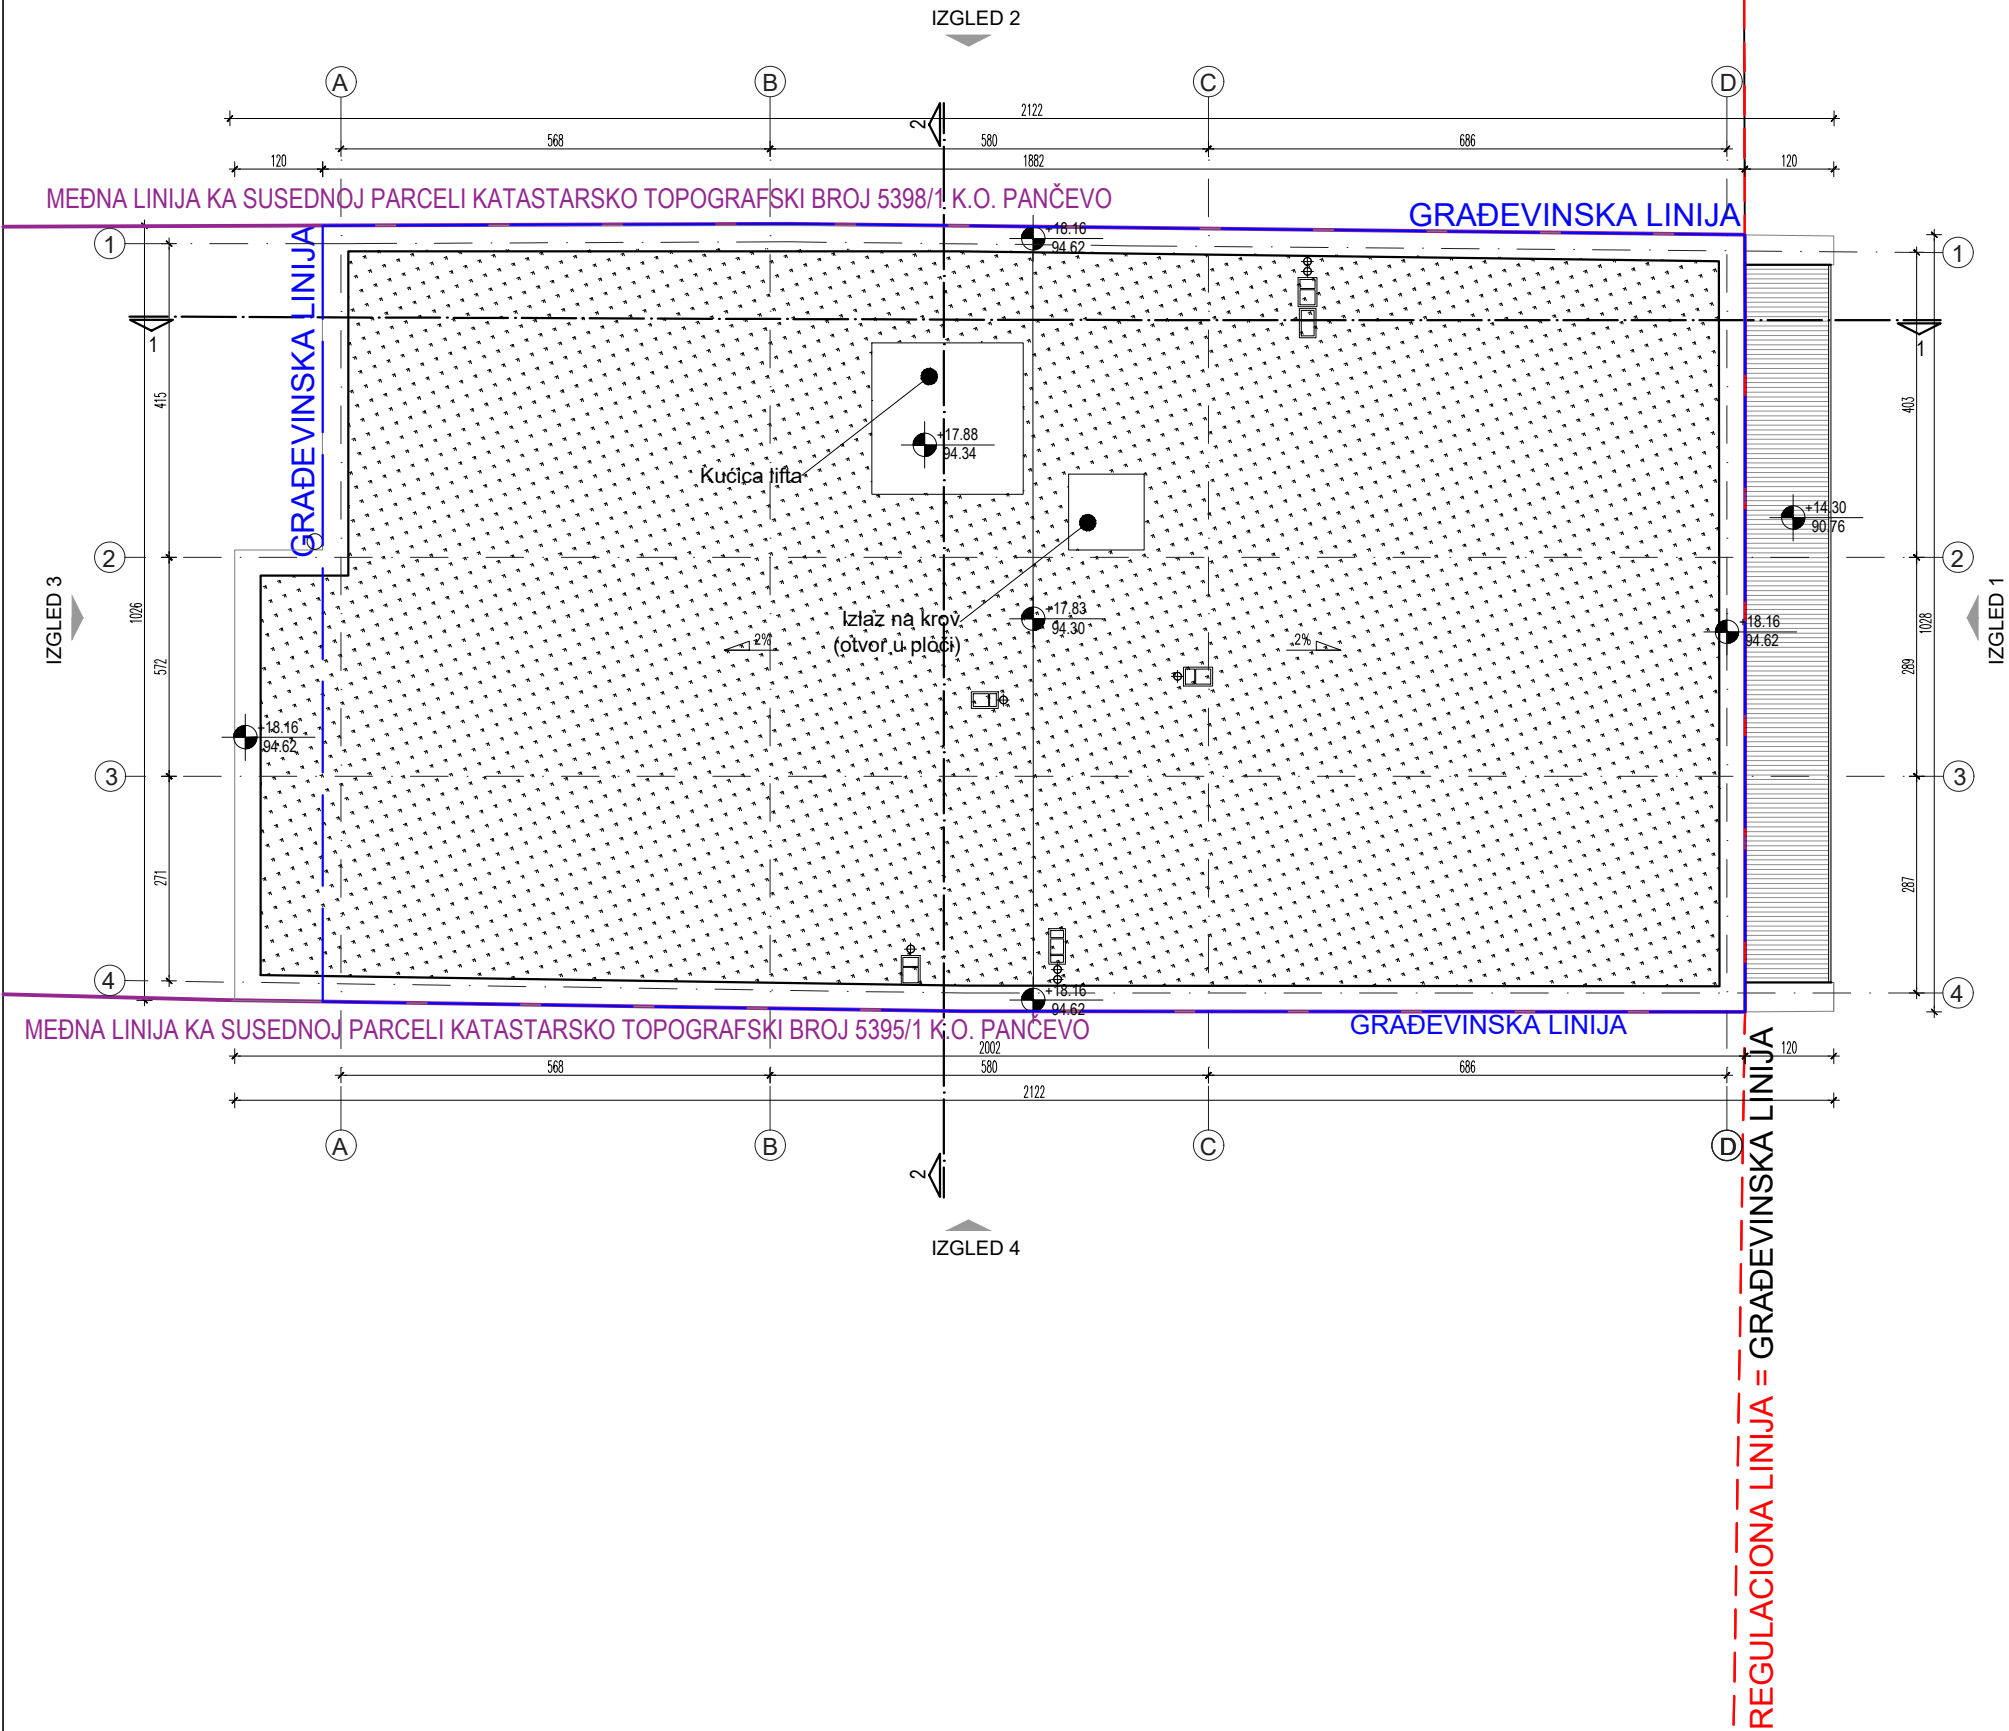 IZGLED 2
A
B
C
D
2122
2
568
580
686
120
1882
120
MEĐNA LINIJA KA SUSEDNOJ PARCELI KATASTARSKO TOPOGRAFSKI BROJ 5398/1 K.O. PANČEVO
GRAĐEVINSKA LINIJA
GRAĐEVINSKA LINIJA
1
+18.16
94.62
1
1
1
415
403
+17.88
94.34
Kućica lifta
+14.30
90.76
2
2
IZGLED 3
1026
Izlaz na krov
(otvor u ploči)
+17.83
94.30
2%
2%
+18.16
94.62
1028
IZGLED 1
572
289
+18.16
94.62
3
3
271
287
4
+18.16
94.62
4
MEĐNA LINIJA KA SUSEDNOJ PARCELI KATASTARSKO TOPOGRAFSKI BROJ 5395/1 K.O. PANČEVO
GRAĐEVINSKA LINIJA
2002
120
568
580
686
2122
A
B
C
D
2
IZGLED 4
REGULACIONA LINIJA = GRAĐEVINSKA LINIJA